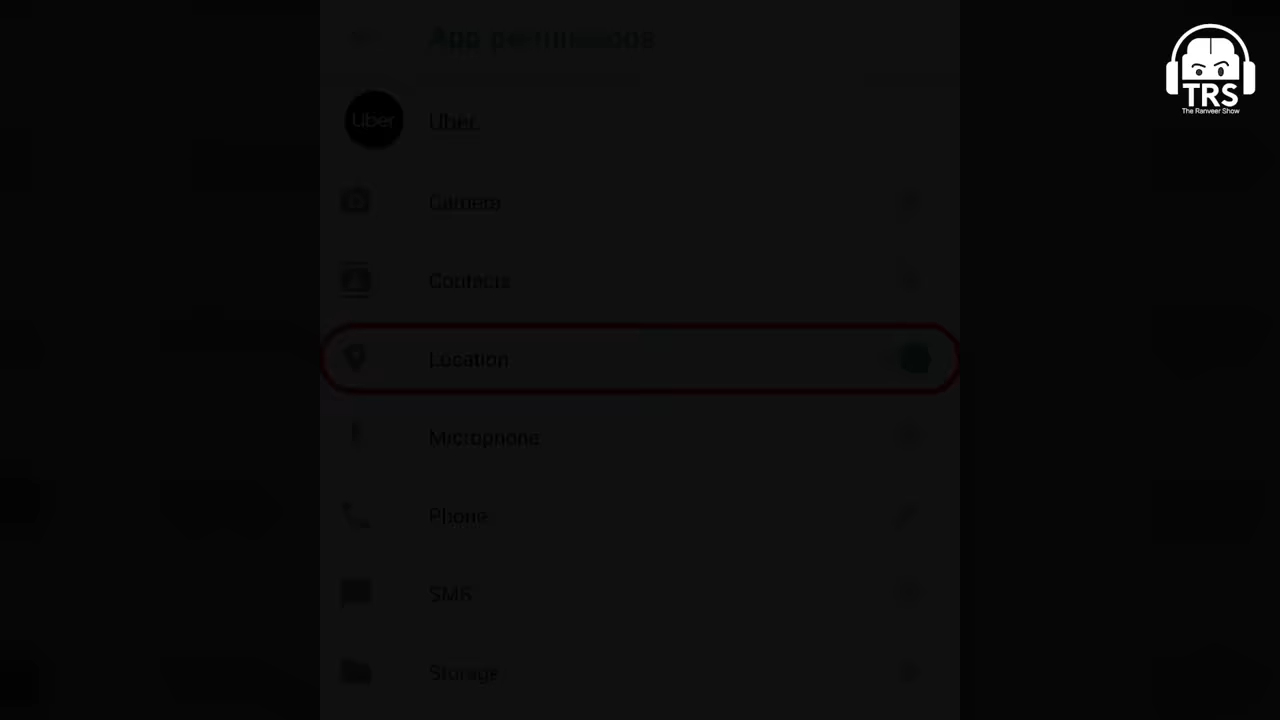 App permissions
Uber
Uber
Camera
Contacts
Location
Microphone
Phone
SMS
Storage
TRS
The Ranveer Show